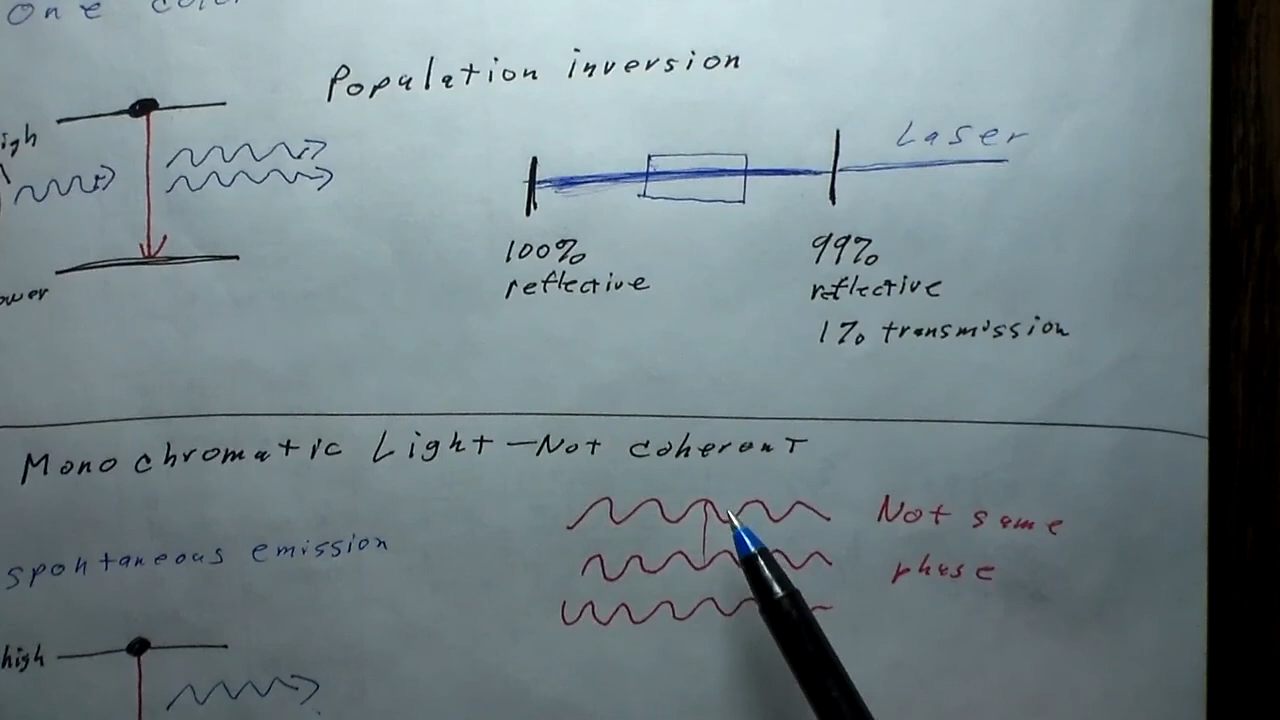 One
Population inversion
Laser
100%
reflective
99%
reflective
1% transmission
Monochromatic Light - Not coherent
Not same
phase
spontaneous emission
high